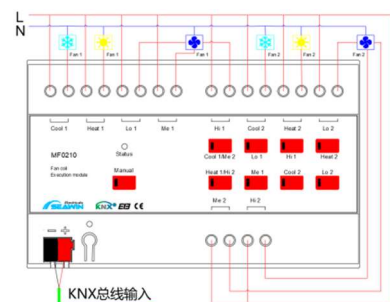 L
N
Fan 1 Fan 1 Fan 1 Fan 2 Fan 2 Fan 2
Cool 1 Heat 1 Lo 1 Me 1 Hi 1 Cool 2 Heat 2 Lo 2
MF0210
Fan coil
Execution module
Status
Manual
Cool 1/Me 2 Lo 1 Hi 1 Heat 2
Heat 1/Hi 2 Me 1 Cool 2 Lo 2
SEAWIN KNX CE
Me 2 Hi 2
KNX总线输入